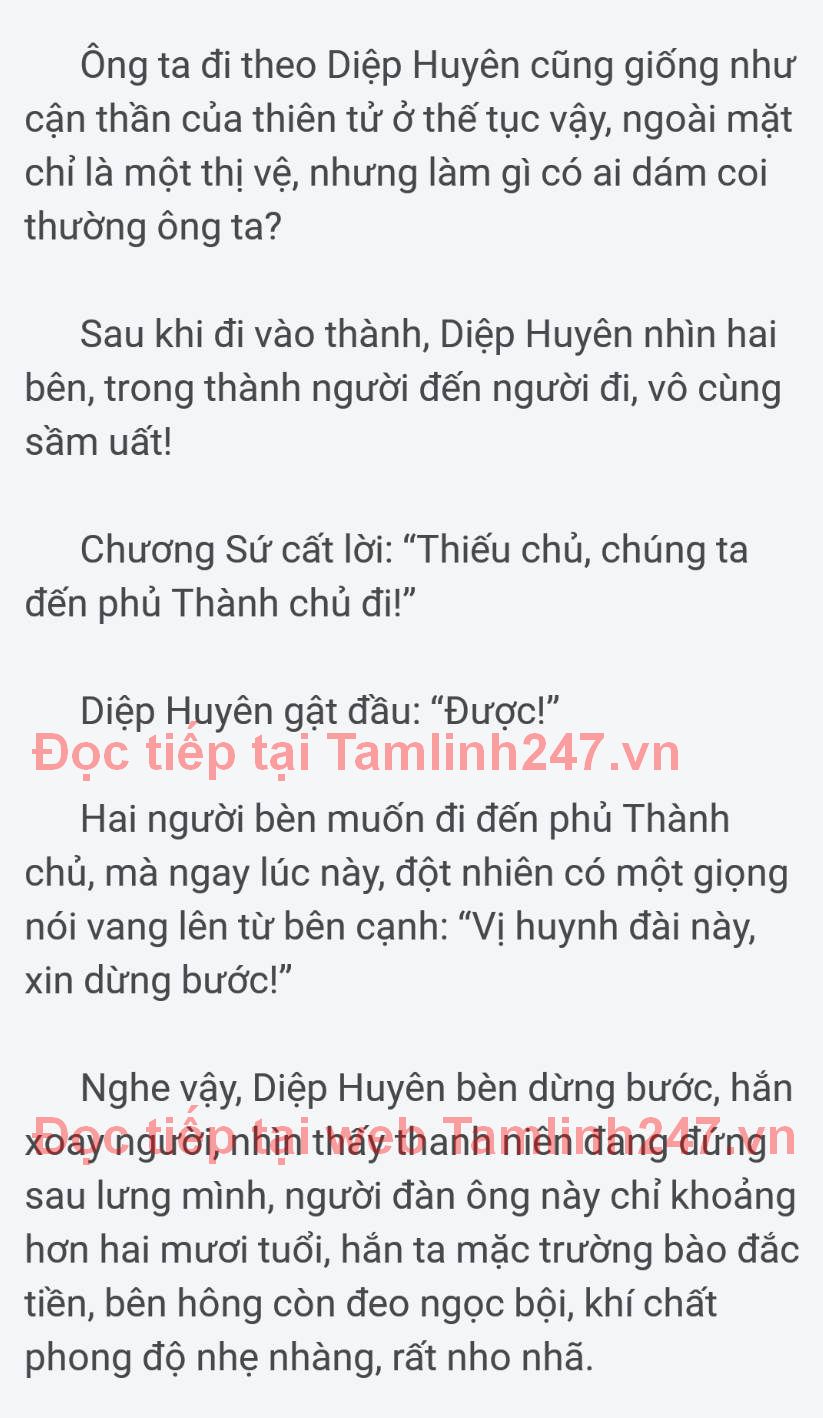 Ông ta đi theo Diệp Huyên cũng giống như
cận thần của thiên tử ở thế tục vậy, ngoài mặt
chỉ là một thị vệ, nhưng làm gì có ai dám coi
thường ông ta?
Sau khi đi vào thành, Diệp Huyên nhìn hai
bên, trong thành người đến người đi, vô cùng
sầm uất!
Chương Sứ cất lời: “Thiếu chủ, chúng ta
đến phủ Thành chủ đi!”
Diệp Huyên gật đầu: “Được!”
Đọc tiếp tại Tamlinh247.vn
Hai người bèn muốn đi đến phủ Thành
chủ, mà ngay lúc này, đột nhiên có một giọng
nói vang lên từ bên cạnh: “Vị huynh đài này,
xin dừng bước!”
Nghe vậy, Diệp Huyên bèn dừng bước, hắn
xoay người, nhìn thấy thanh niên đang đứng
Đọc tiếp tại web Tamlinh247.vn
sau lưng mình, người đàn ông này chỉ khoảng
hơn hai mươi tuổi, hắn ta mặc trường bào đắc
tiền, bên hông còn đeo ngọc bội, khí chất
phong độ nhẹ nhàng, rất nho nhã.